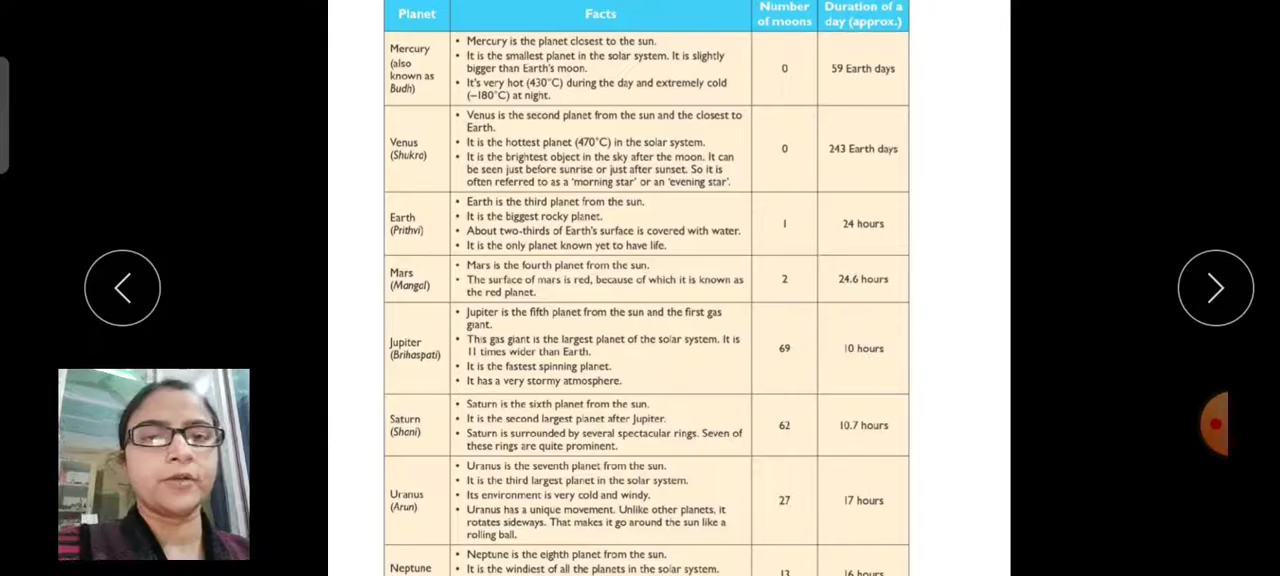 Planet
Facts
Number
of moons
Duration of a
day (approx.)
Mercury
(also
known as
Budh)
• Mercury is the planet closest to the sun.
• It is the smallest planet in the solar system. It is slightly
bigger than Earth's moon.
• It's very hot (430°C) during the day and extremely cold
(−180°C) at night.
0
59 Earth days
Venus
(Shukra)
• Venus is the second planet from the sun and the closest to
Earth.
• It is the hottest planet (470°C) in the solar system.
• It is the brightest object in the sky after the moon. It can
be seen just before sunrise or just after sunset. So it is
often referred to as a 'morning star' or an 'evening star'.
0
243 Earth days
Earth
(Prithvi)
• Earth is the third planet from the sun.
• It is the biggest rocky planet.
• About two-thirds of Earth's surface is covered with water.
• It is the only planet known yet to have life.
1
24 hours
Mars
(Mangal)
• Mars is the fourth planet from the sun.
• The surface of mars is red, because of which it is known as
the red planet.
2
24.6 hours
Jupiter
(Brihaspati)
• Jupiter is the fifth planet from the sun and the first gas
giant.
• This gas giant is the largest planet of the solar system. It is
11 times wider than Earth.
• It is the fastest spinning planet.
• It has a very stormy atmosphere.
69
10 hours
Saturn
(Shani)
• Saturn is the sixth planet from the sun.
• It is the second largest planet after Jupiter.
• Saturn is surrounded by several spectacular rings. Seven of
these rings are quite prominent.
62
10.7 hours
Uranus
(Arun)
• Uranus is the seventh planet from the sun.
• It is the third largest planet in the solar system.
• Its environment is very cold and windy.
• Uranus has a unique movement. Unlike other planets, it
rotates sideways. That makes it go around the sun like a
rolling ball.
27
17 hours
Neptune
• Neptune is the eighth planet from the sun.
• It is the windiest of all the planets in the solar system.
13
16 hours